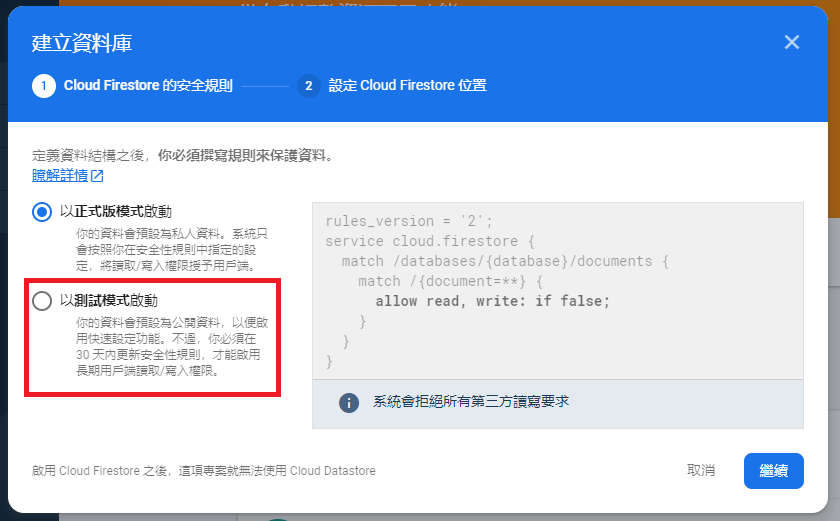 建立資料庫
1 Cloud Firestore 的安全規則 2 設定 Cloud Firestore 位置
定義資料結構之後，你必須撰寫規則來保護資料。
瞭解詳情
以正式版模式啟動
你的資料會預設為私人資料。系統只
會按照你在安全性規則中指定的設
定，將讀取/寫入權限授予用戶端。
以測試模式啟動
你的資料會預設為公開資料，以便啟
用快速設定功能。不過，你必須在
30 天內更新安全性規則，才能啟用
長期用戶端讀取/寫入權限。
rules_version = '2';
service cloud.firestore {
match /databases/{database}/documents {
match /{document=**} {
allow read, write: if false;
}
}
}
系統會拒絕所有第三方讀寫要求
啟用 Cloud Firestore 之後，這項專案就無法使用 Cloud Datastore
取消
繼續